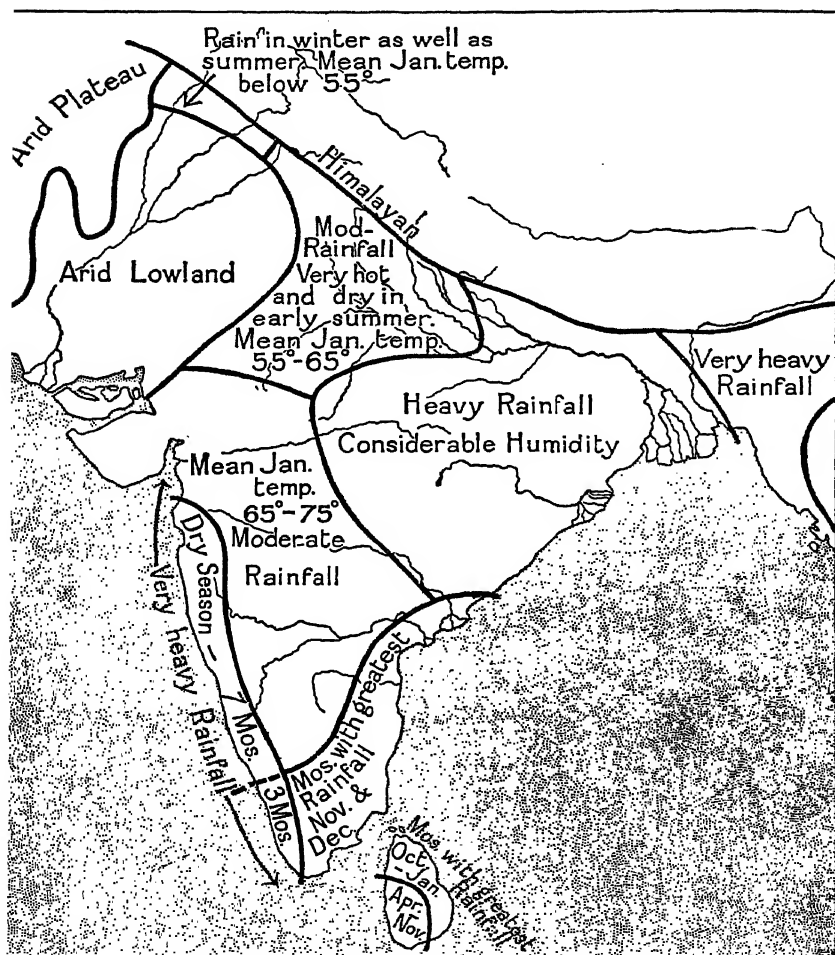 Rain in winter as well as
summer. Mean Jan. temp.
below 55°
Arid Plateau
Himalayan
Mod-
Rainfall
Very hot
and dry in
early summer.
Mean Jan. temp.
55°-65°
Arid Lowland
Very heavy
Rainfall
Heavy Rainfall
Considerable Humidity
Mean Jan.
temp.
65°-75°
Moderate
Rainfall
Dry Season - 7 Mos.
3 Mos.
Very heavy Rainfall
Mos. with greatest
Rainfall
Nov. &
Dec.
Mos. with greatest
Rainfall
Oct.
- Jan
Apr.
- Nov.